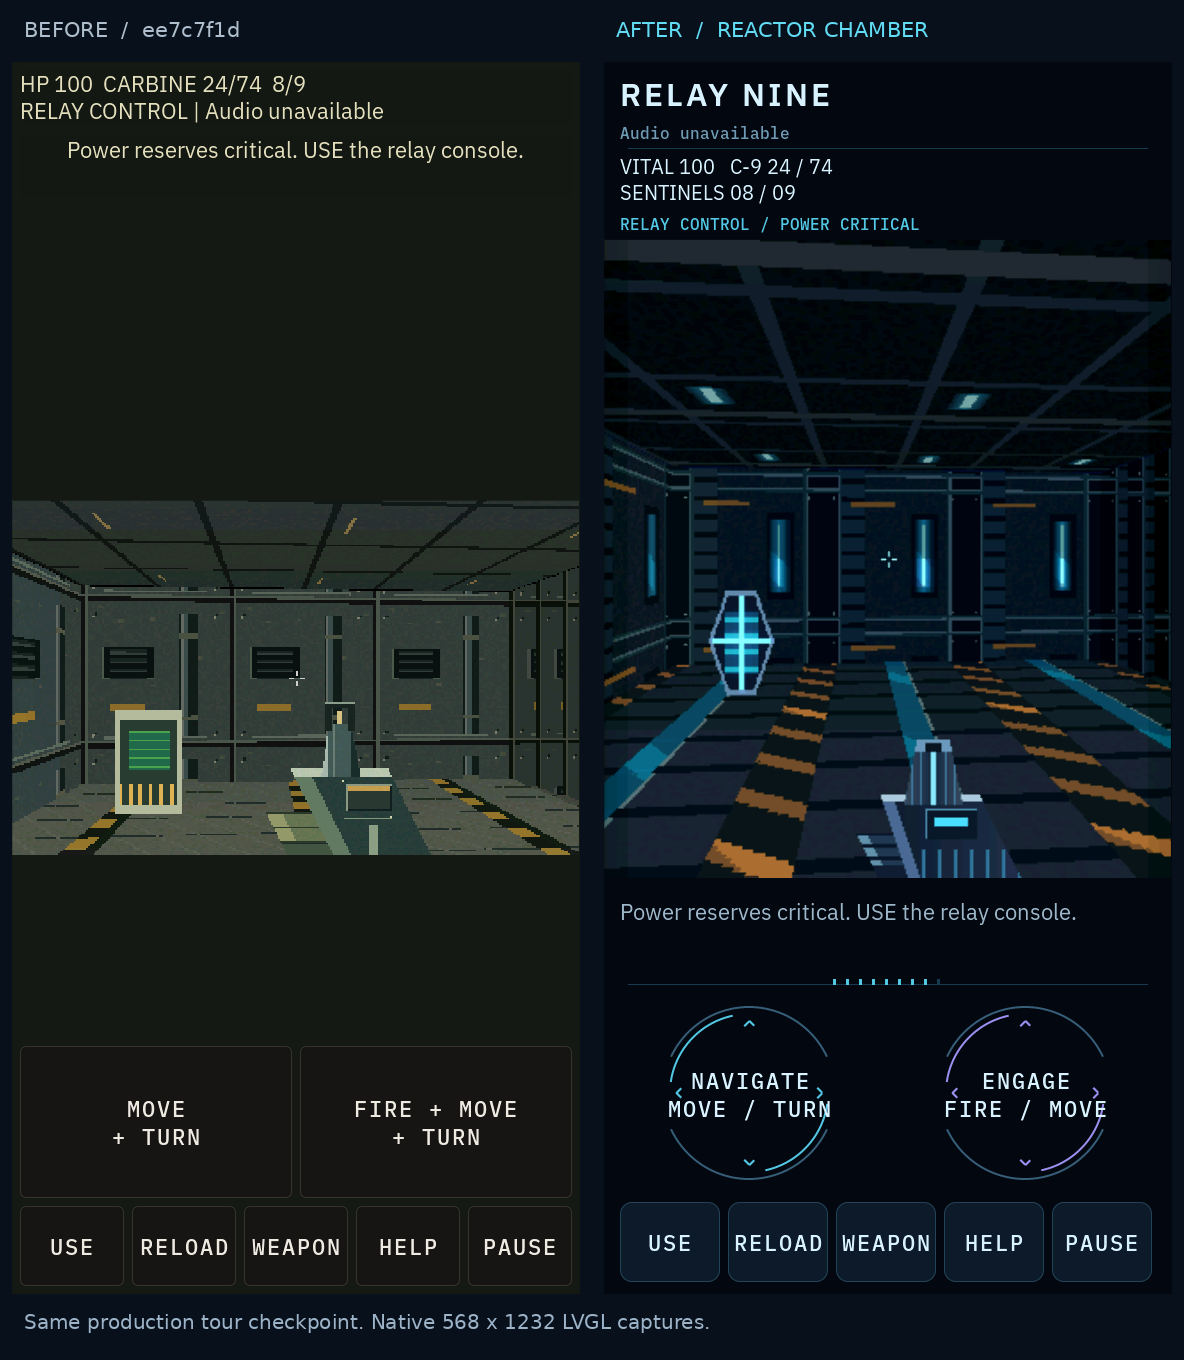 BEFORE / ee7c7f1d
HP 100 CARBINE 24/74 8/9
RELAY CONTROL | Audio unavailable
Power reserves critical. USE the relay console.
MOVE
+ TURN
FIRE + MOVE
+ TURN
USE
RELOAD
WEAPON
HELP
PAUSE
AFTER / REACTOR CHAMBER
RELAY NINE
Audio unavailable
VITAL 100 C-9 24 / 74
SENTINELS 08 / 09
RELAY CONTROL / POWER CRITICAL
Power reserves critical. USE the relay console.
NAVIGATE
MOVE / TURN
ENGAGE
FIRE / MOVE
USE
RELOAD
WEAPON
HELP
PAUSE
Same production tour checkpoint. Native 568 x 1232 LVGL captures.